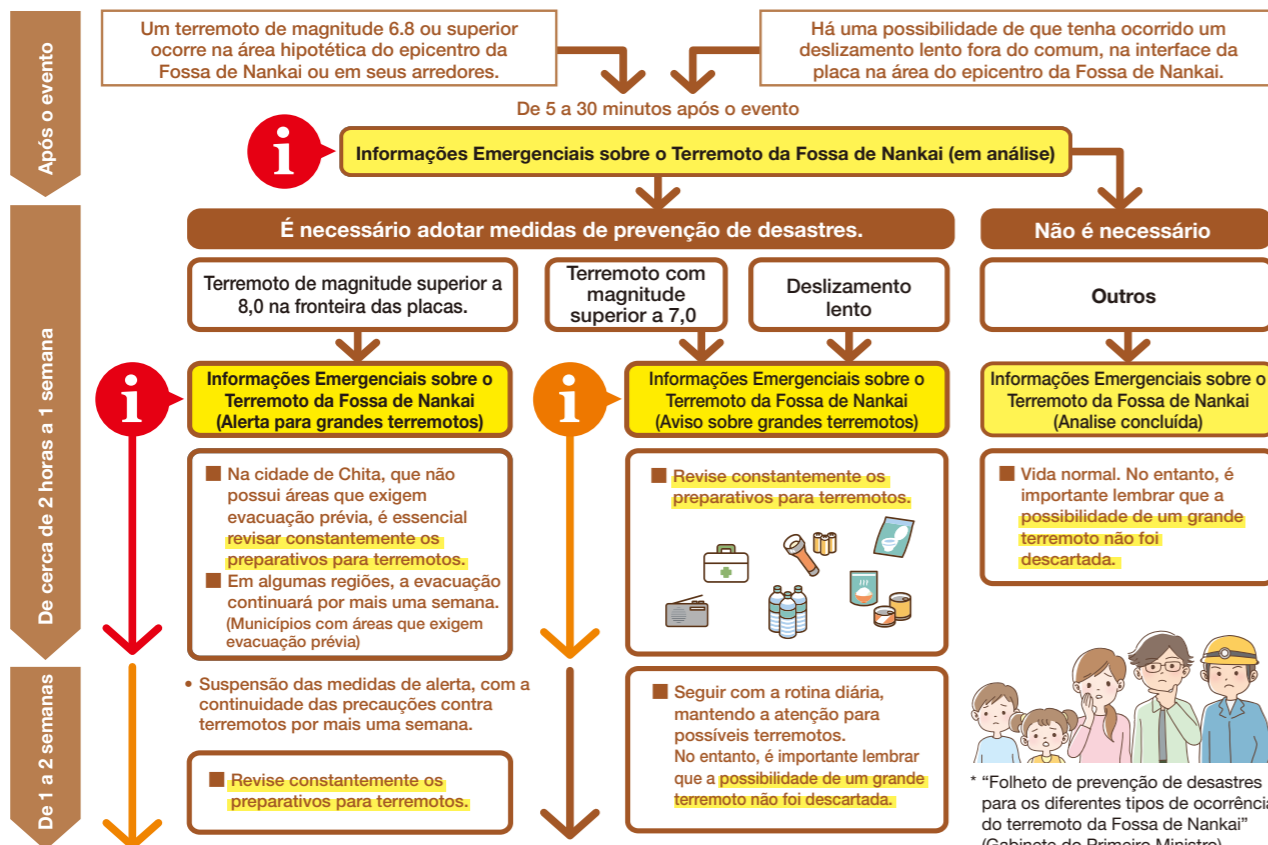 Após o evento
Um terremoto de magnitude 6.8 ou superior
ocorre na área hipotética do epicentro da
Fossa de Nankai ou em seus arredores.
Há uma possibilidade de que tenha ocorrido um
deslizamento lento fora do comum, na interface da
placa na área do epicentro da Fossa de Nankai.
De 5 a 30 minutos após o evento
i
Informações Emergenciais sobre o Terremoto da Fossa de Nankai (em análise)
De cerca de 2 horas a 1 semana
É necessário adotar medidas de prevenção de desastres.
Não é necessário
Terremoto de magnitude superior a
8,0 na fronteira das placas.
Terremoto com
magnitude
superior a 7,0
Deslizamento
lento
Outros
i
Informações Emergenciais sobre o
Terremoto da Fossa de Nankai
(Alerta para grandes terremotos)
i
Informações Emergenciais sobre o
Terremoto da Fossa de Nankai
(Aviso sobre grandes terremotos)
Informações Emergenciais sobre o
Terremoto da Fossa de Nankai
(Analise concluída)
■ Na cidade de Chita, que não
possui áreas que exigem
evacuação prévia, é essencial
revisar constantemente os
preparativos para terremotos.
■ Em algumas regiões, a evacuação
continuará por mais uma semana.
(Municípios com áreas que exigem
evacuação prévia)
■ Revise constantemente os
preparativos para terremotos.
■ Vida normal. No entanto, é
importante lembrar que a
possibilidade de um grande
terremoto não foi
descartada.
De 1 a 2 semanas
• Suspensão das medidas de alerta, com a
continuidade das precauções contra
terremotos por mais uma semana.
■ Revise constantemente os
preparativos para terremotos.
■ Seguir com a rotina diária,
mantendo a atenção para
possíveis terremotos.
No entanto, é importante lembrar
que a possibilidade de um grande
terremoto não foi descartada.
* “Folheto de prevenção de desastres
para os diferentes tipos de ocorrência
do terremoto da Fossa de Nankai”
(Gabinete do Primeiro Ministro)